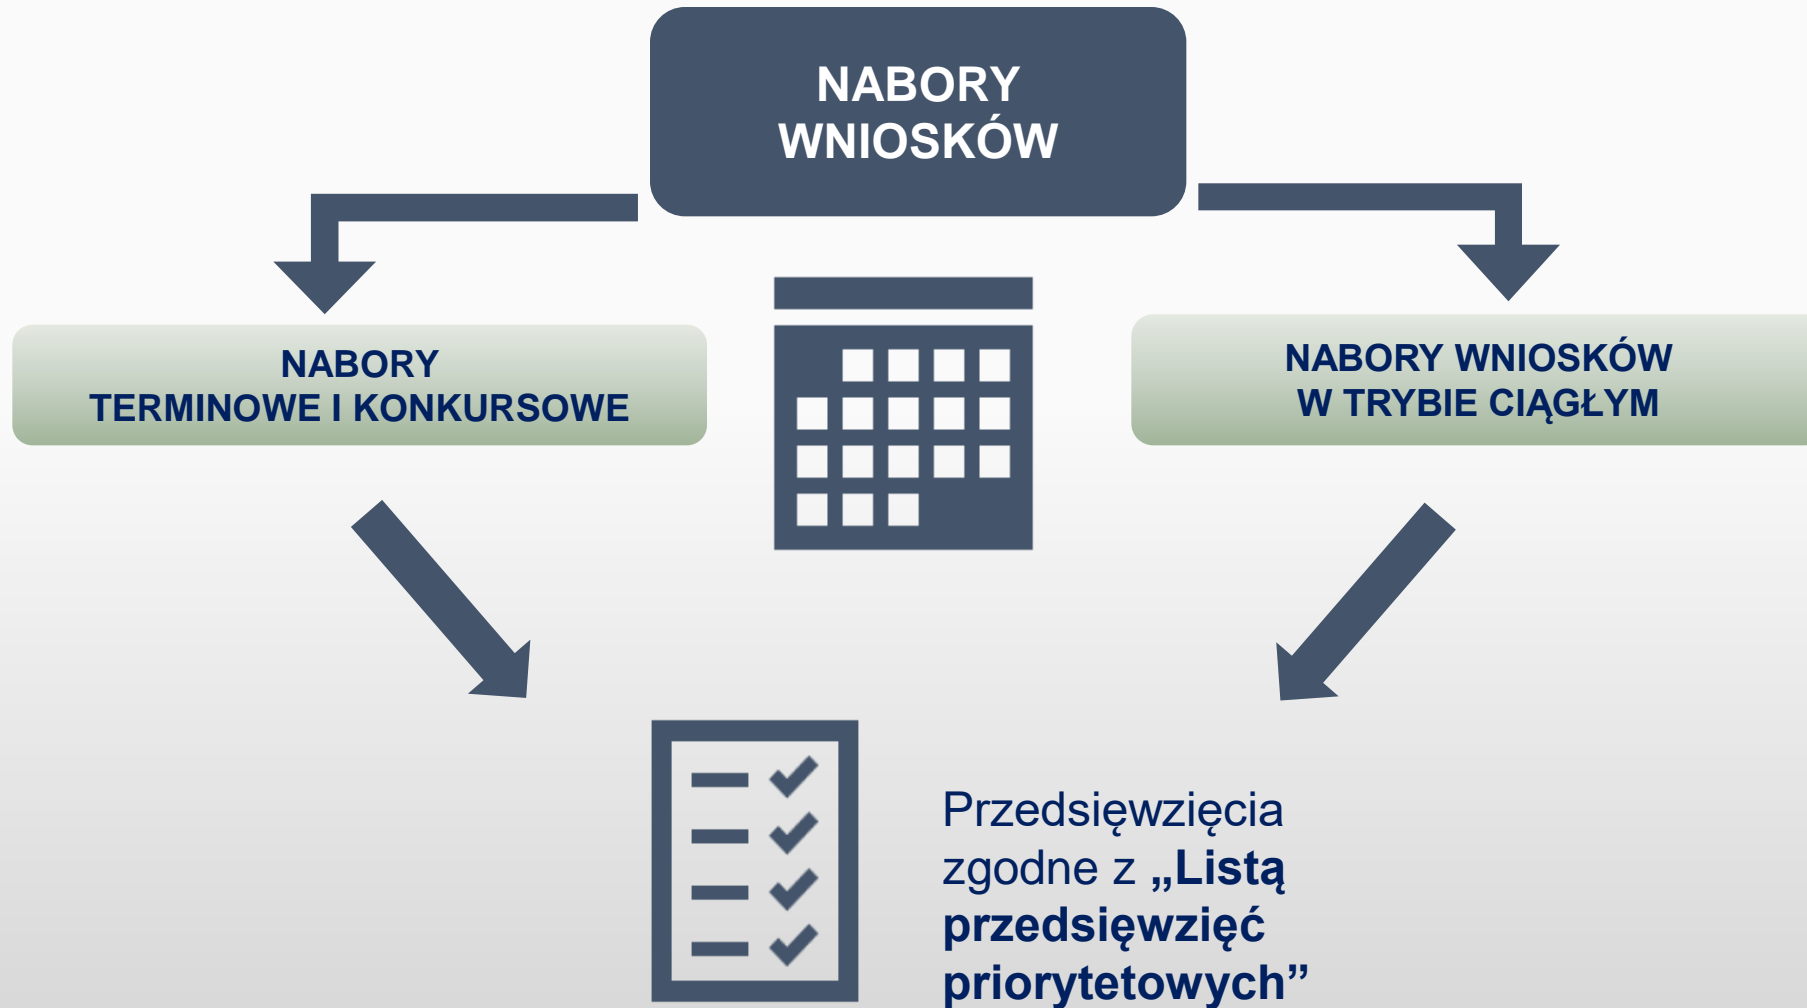 NABORY
WNIOSKÓW
NABORY
TERMINOWE I KONKURSOWE
NABORY WNIOSKÓW
W TRYBIE CIĄGŁYM
Przedsięwzięcia
zgodne z „Listą
przedsięwzięć
priorytetowych”